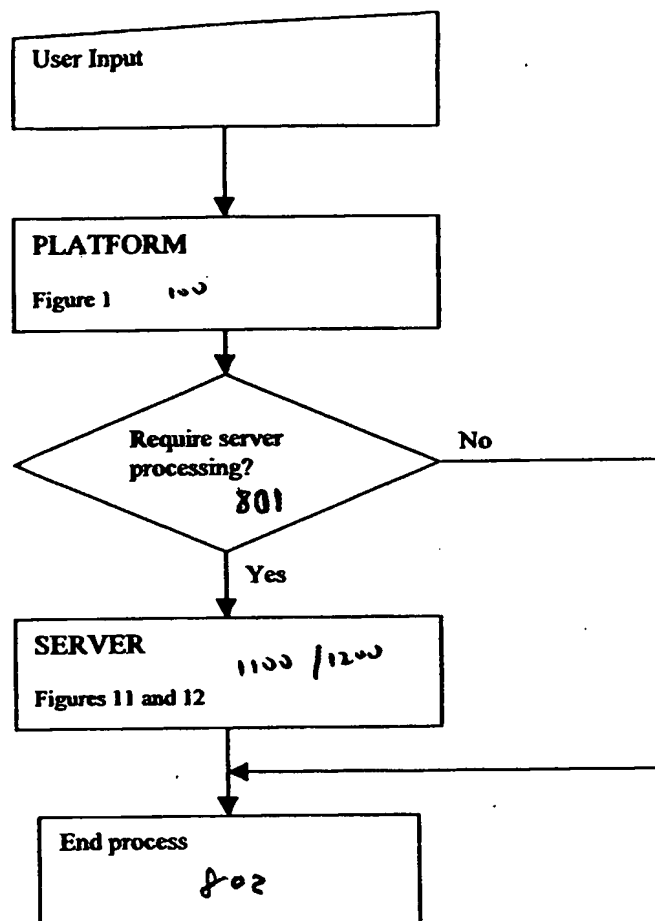 User Input
PLATFORM
Figure 1 100
Require server
processing?
801
No
Yes
SERVER
1100 / 1200
Figures 11 and 12
End process
802